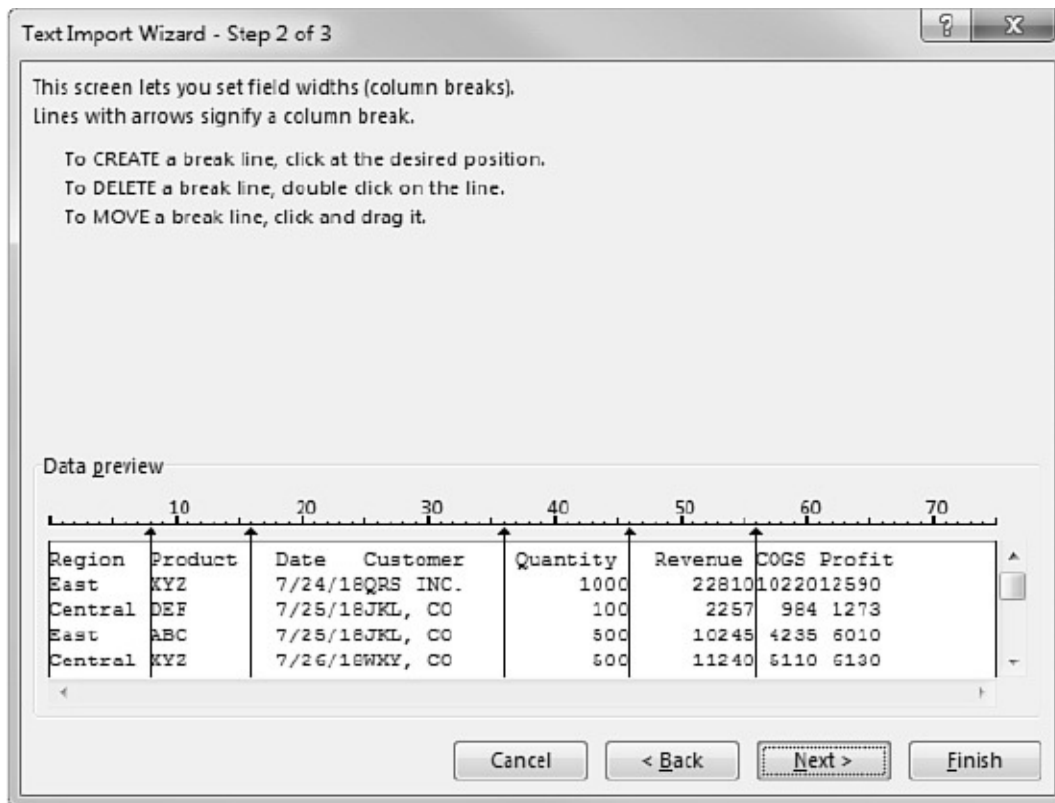 Text Import Wizard - Step 2 of 3
This screen lets you set field widths (column breaks).
Lines with arrows signify a column break.
To CREATE a break line, click at the desired position.
To DELETE a break line, double click on the line.
To MOVE a break line, click and drag it.
Data preview
10 20 30 40 50 60 70
Region Product Date Customer Quantity Revenue COGS Profit
East XYZ 7/24/18QRS INC. 1000 228101022012590
Central DEF 7/25/18JKL, CO 100 2257 984 1273
East ABC 7/25/18JKL, CO 500 10245 4235 6010
Central XYZ 7/26/18WXY, CO 500 11240 5110 6130
Cancel
< Back
Next >
Finish